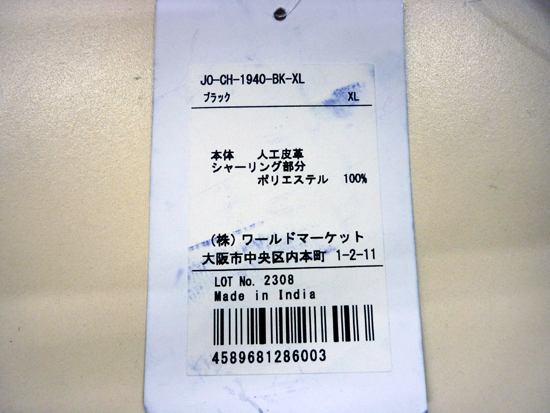 JO-CH-1940-BK-XL
ブラック XL
本体 人工皮革
シャーリング部分
ポリエステル 100%
(株)ワールドマーケット
大阪市中央区内本町 1-2-11
LOT No. 2308
Made in India
4589681286003